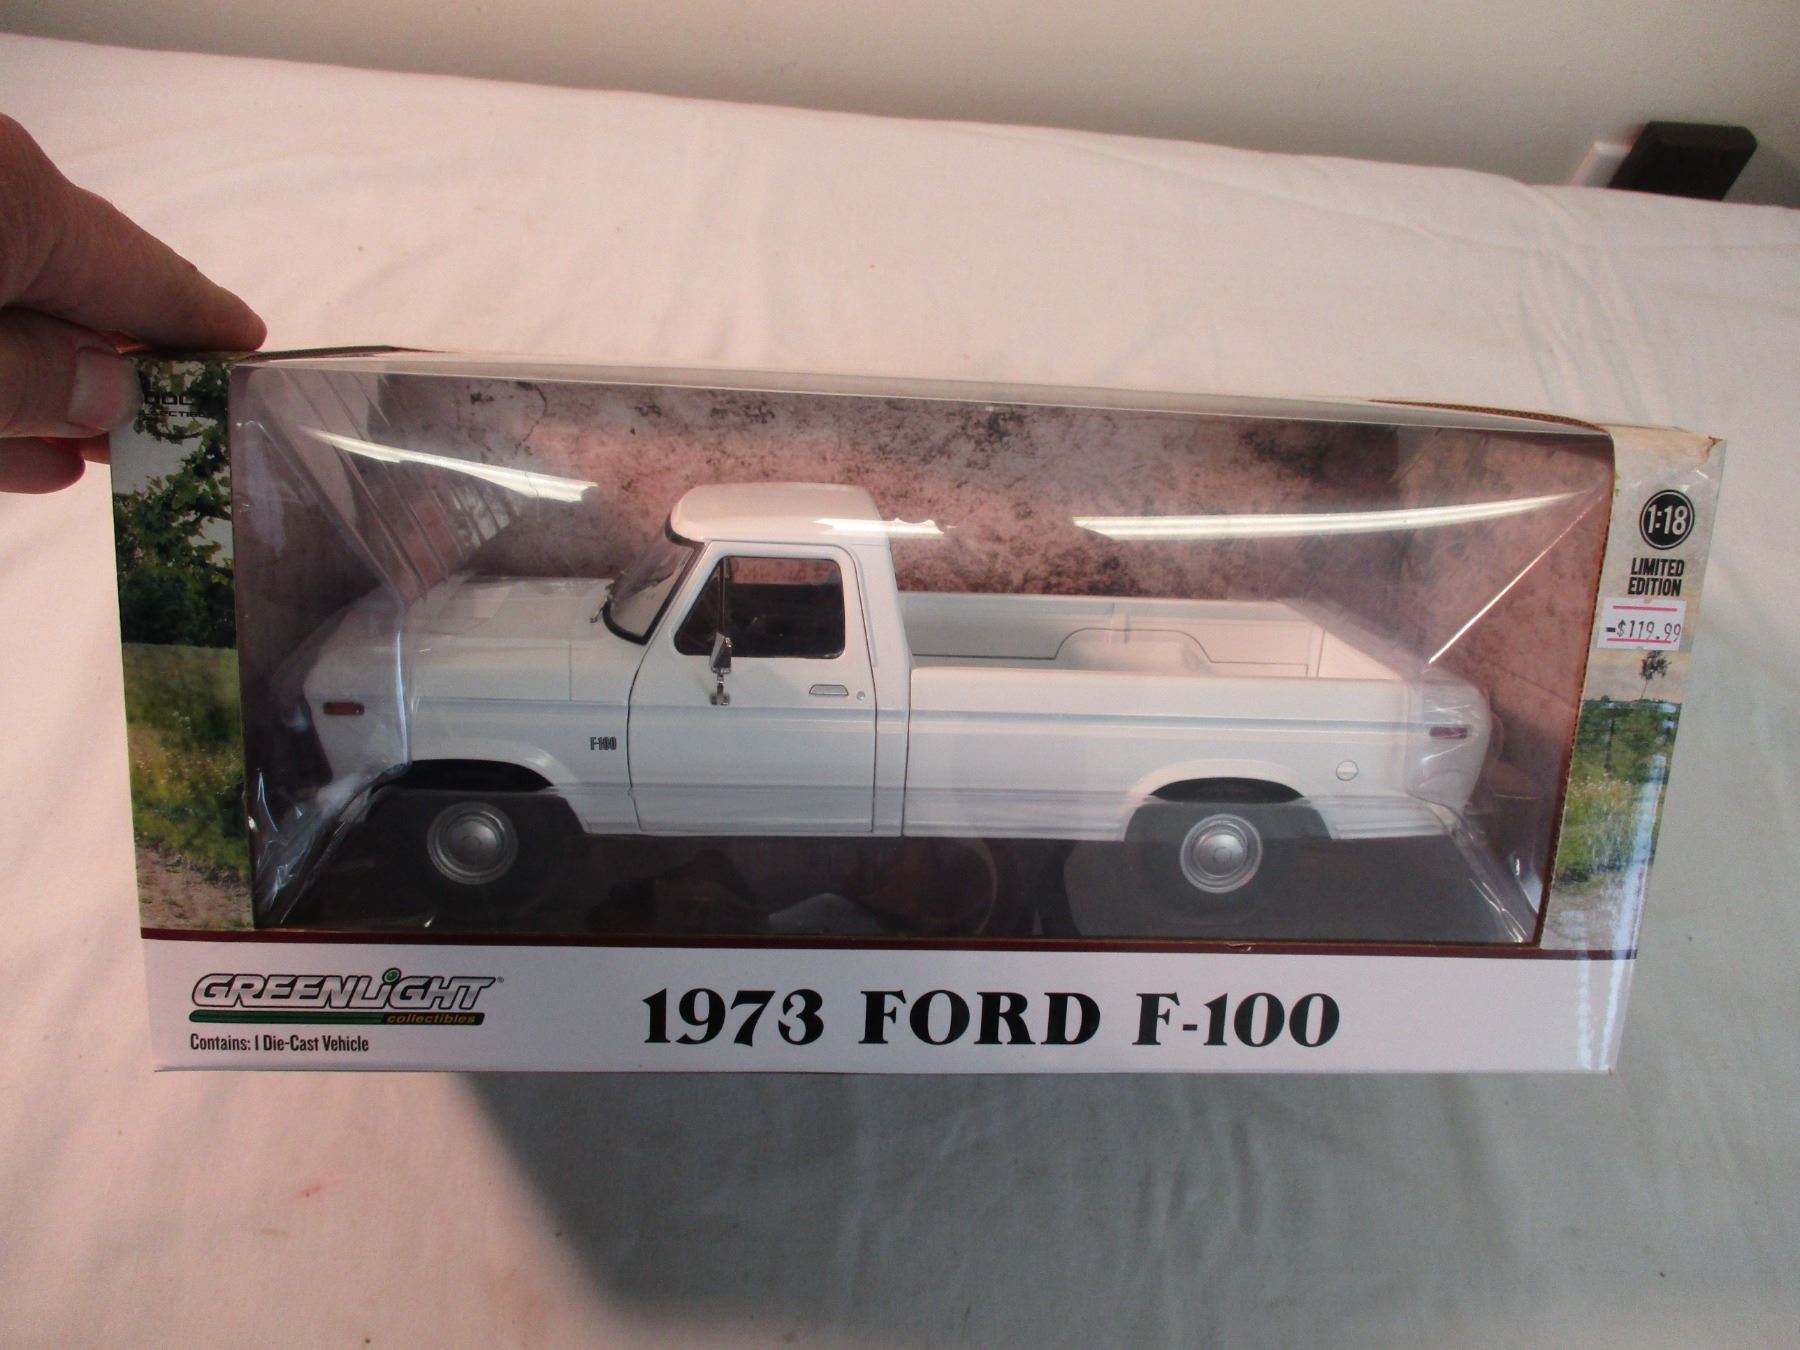 1:18
LIMITED
EDITION
-$119.99
F-100
GREENLiGHT®
collectibles
Contains: 1 Die-Cast Vehicle
1973 FORD F-100